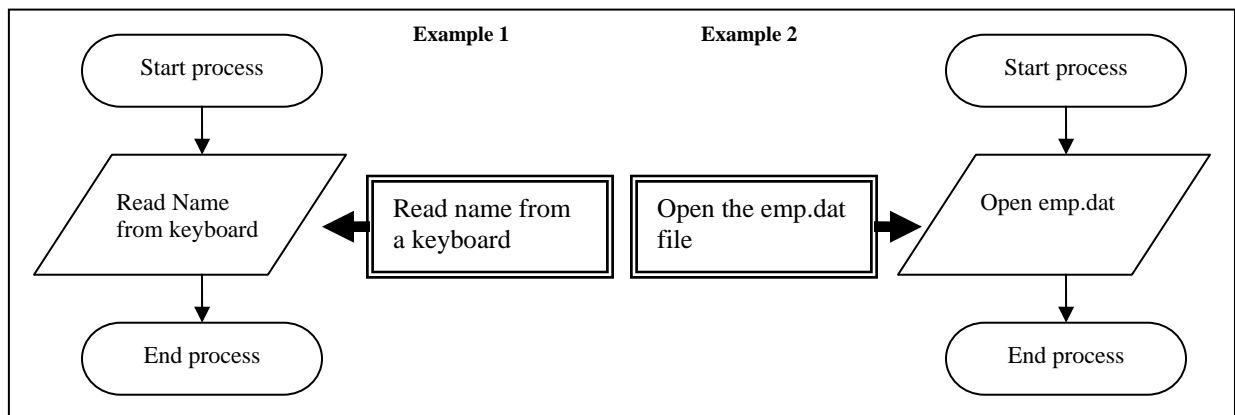 Example 1
Start process
Read Name
from keyboard
End process
Read name from
a keyboard
Example 2
Open the emp.dat
file
Start process
Open emp.dat
End process